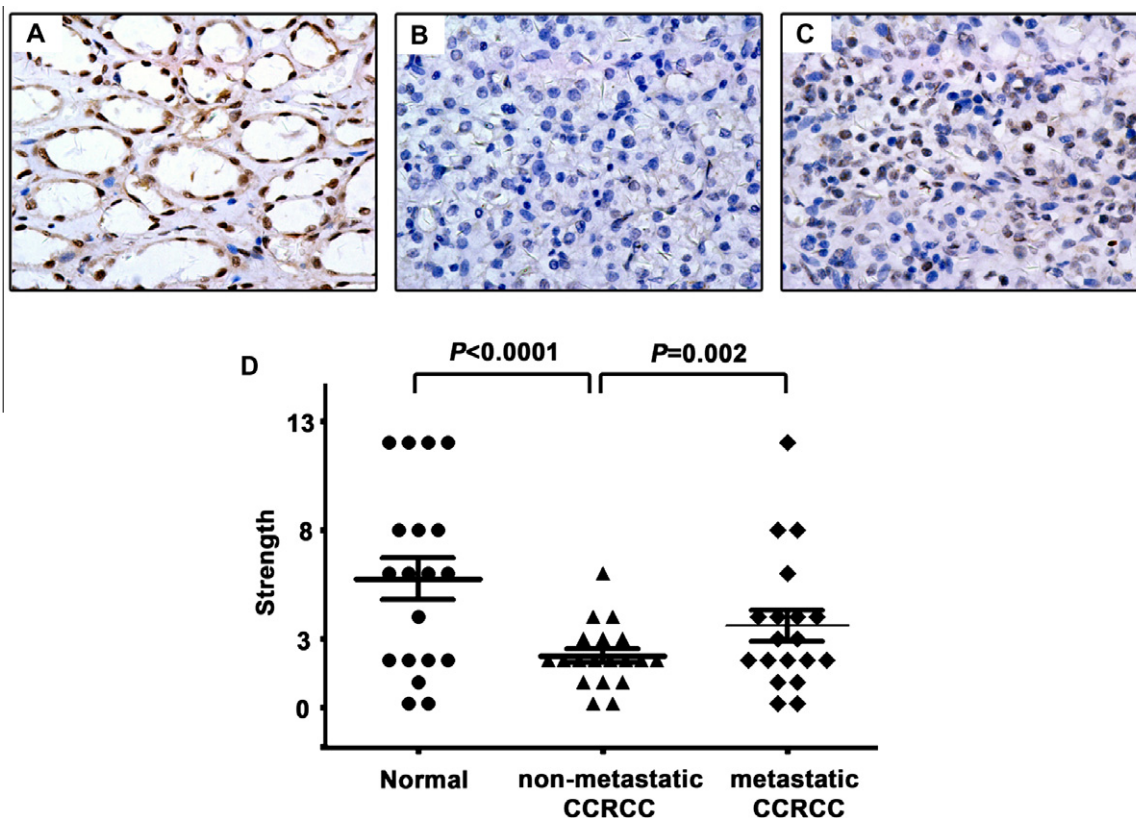 A
B
C
D
P<0.0001
P=0.002
13
8
3
0
Strength
Normal
non-metastatic
CCRCC
metastatic
CCRCC